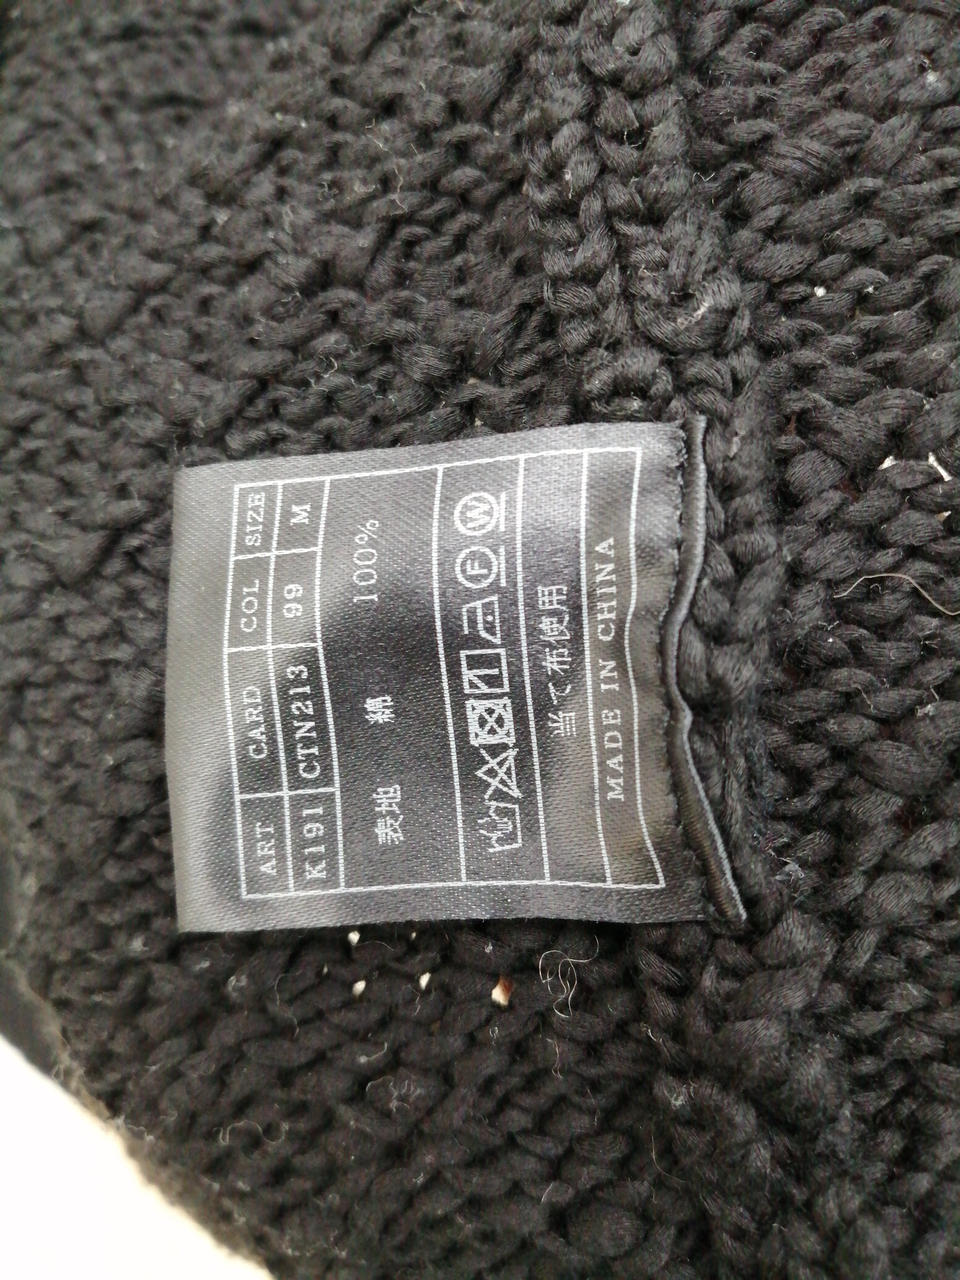 ART CARD COL SIZE
K191 CTN213 99 M
表地 綿 100%
F W
当て布使用
MADE IN CHINA